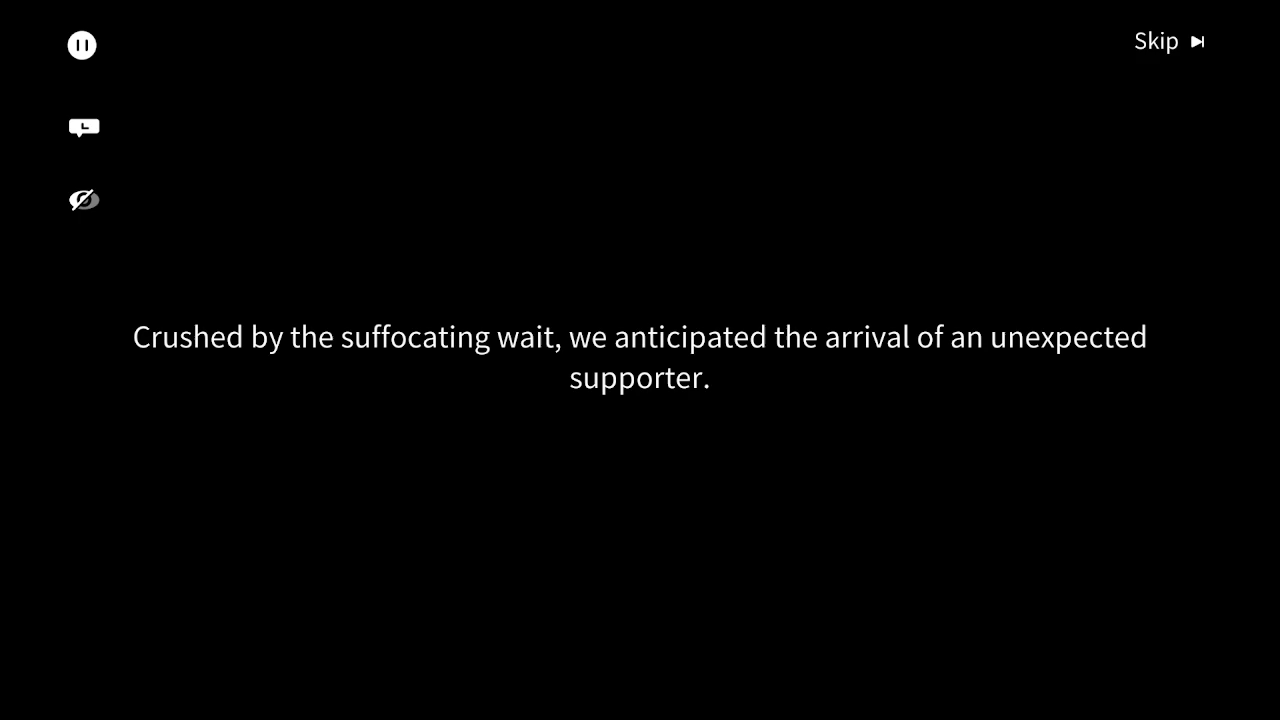 Skip
Crushed by the suffocating wait, we anticipated the arrival of an unexpected
supporter.